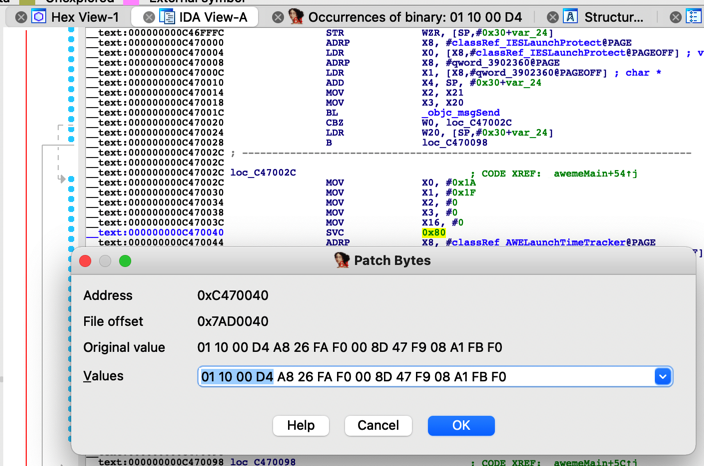 Unexplored
External symbol
Hex View-1
IDA View-A
Occurrences of binary: 01 10 00 D4
Structur...
__text:000000000C46FFFC STR WZR, [SP,#0x30+var_24]
__text:000000000C470000 ADRP X8, #classRef_IESLaunchProtect@PAGE
__text:000000000C470004 LDR X0, [X8,#classRef_IESLaunchProtect@PAGEOFF] ; v
__text:000000000C470008 ADRP X8, #qword_3902360@PAGE
__text:000000000C47000C LDR X1, [X8,#qword_3902360@PAGEOFF] ; char *
__text:000000000C470010 ADD X4, SP, #0x30+var_24
__text:000000000C470014 MOV X2, X21
__text:000000000C470018 MOV X3, X20
__text:000000000C47001C BL _objc_msgSend
__text:000000000C470020 CBZ W0, loc_C47002C
__text:000000000C470024 LDR W20, [SP,#0x30+var_24]
__text:000000000C470028 B loc_C470098
__text:000000000C47002C ; ---------------------------------------------------------------------------
__text:000000000C47002C
__text:000000000C47002C loc_C47002C ; CODE XREF: awemeMain+54↑j
__text:000000000C47002C MOV X0, #0x1A
__text:000000000C470030 MOV X1, #0x1F
__text:000000000C470034 MOV X2, #0
__text:000000000C470038 MOV X3, #0
__text:000000000C47003C MOV X16, #0
__text:000000000C470040 SVC 0x80
__text:000000000C470044 ADRP X8, #classRef_AWELaunchTimeTracker@PAGE
Patch Bytes
Address 0xC470040
File offset 0x7AD0040
Original value 01 10 00 D4 A8 26 FA F0 00 8D 47 F9 08 A1 FB F0
Values 01 10 00 D4 A8 26 FA F0 00 8D 47 F9 08 A1 FB F0
Help Cancel OK
__text:000000000C470098 loc_C470098 ; CODE XREF: awemeMain+5C↑j